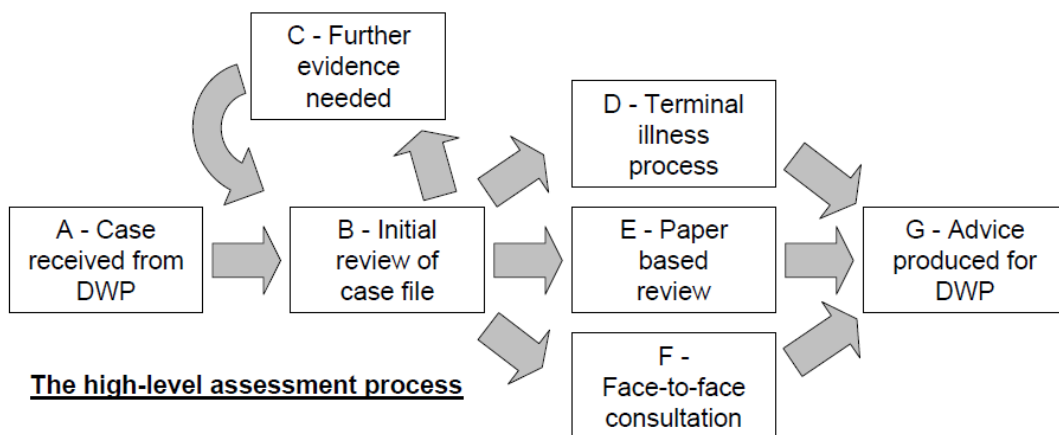 C - Further
evidence
needed
D - Terminal
illness
process
A - Case
received from
DWP
B - Initial
review of
case file
E - Paper
based
review
G - Advice
produced for
DWP
F -
Face-to-face
consultation
The high-level assessment process